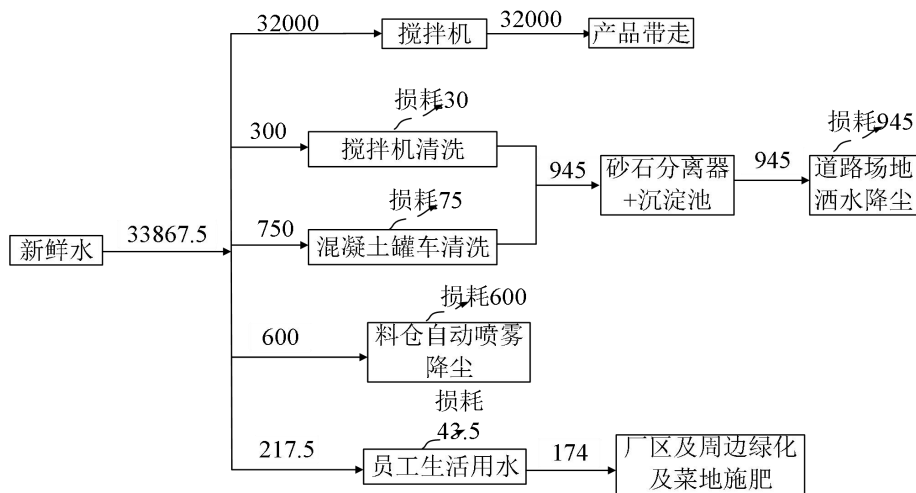 32000
搅拌机
32000
产品带走
损耗30
300
搅拌机清洗
损耗75
750
混凝土罐车清洗
945
砂石分离器
+沉淀池
945
损耗945
道路场地
洒水降尘
新鲜水
33867.5
损耗600
600
料仓自动喷雾
降尘
损耗
43.5
217.5
员工生活用水
174
厂区及周边绿化
及菜地施肥